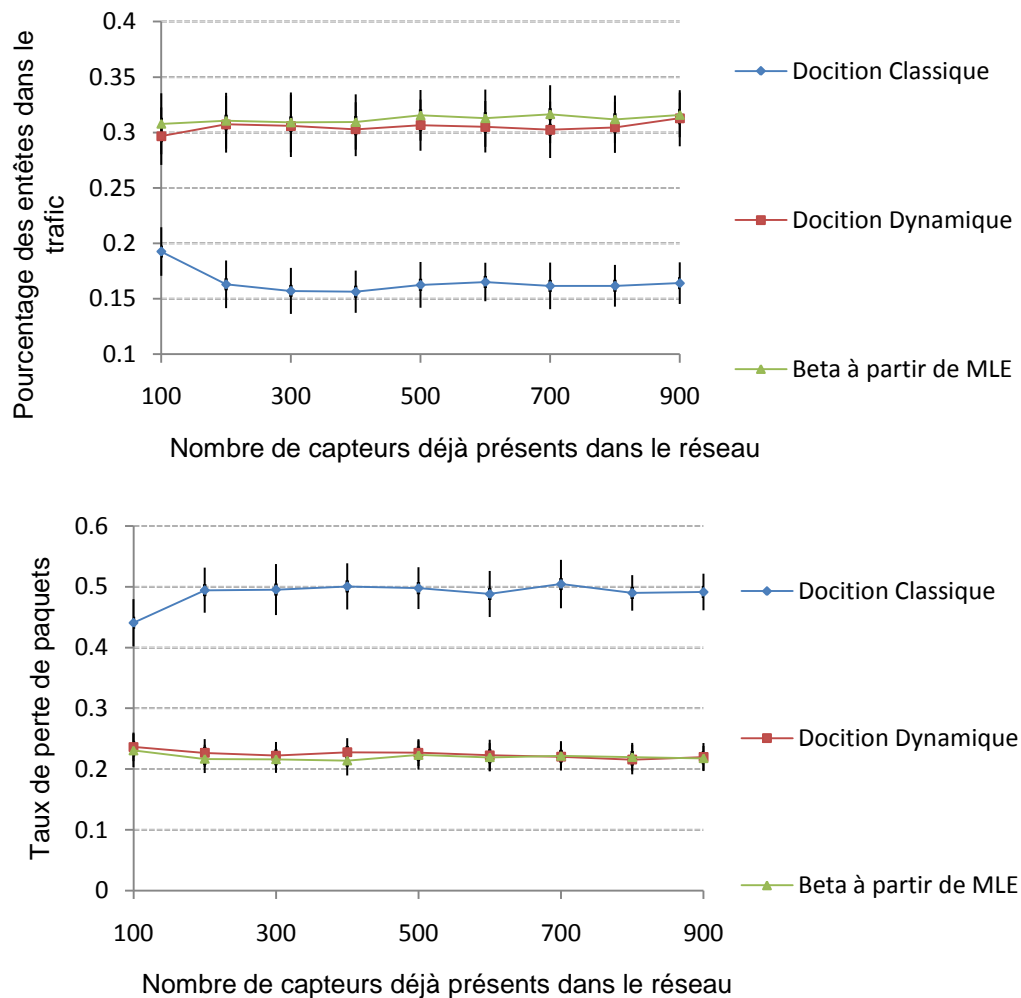 Pourcentage des entêtes dans le
trafic
0.4
0.35
0.3
0.25
0.2
0.15
0.1
100
300
500
700
900
Nombre de capteurs déjà présents dans le réseau
Docition Classique
Docition Dynamique
Beta à partir de MLE
Taux de perte de paquets
0.6
0.5
0.4
0.3
0.2
0.1
0
100
300
500
700
900
Nombre de capteurs déjà présents dans le réseau
Docition Classique
Docition Dynamique
Beta à partir de MLE